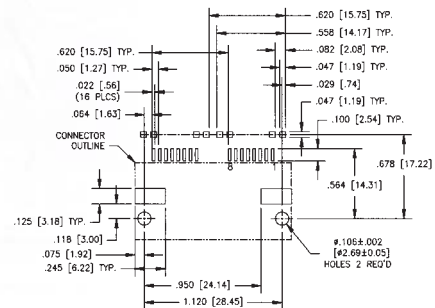 .620 [15.75] TYP.
.558 [14.17] TYP.
.620 [15.75] TYP.
.082 [2.08] TYP.
.050 [1.27] TYP.
.047 [1.19] TYP.
.022 [.56]
(16 PLCS)
.029 [.74]
.064 [1.63]
.047 [1.19] TYP.
.100 [2.54] TYP.
CONNECTOR
OUTLINE
.678 [17.22]
.564 [14.31]
8
.125 [3.18] TYP.
.118 [3.00]
.075 [1.92]
.245 [6.22] TYP.
ø.106±.002
[ø2.69±0.05]
HOLES 2 REQ'D
.950 [24.14]
1.120 [28.45]